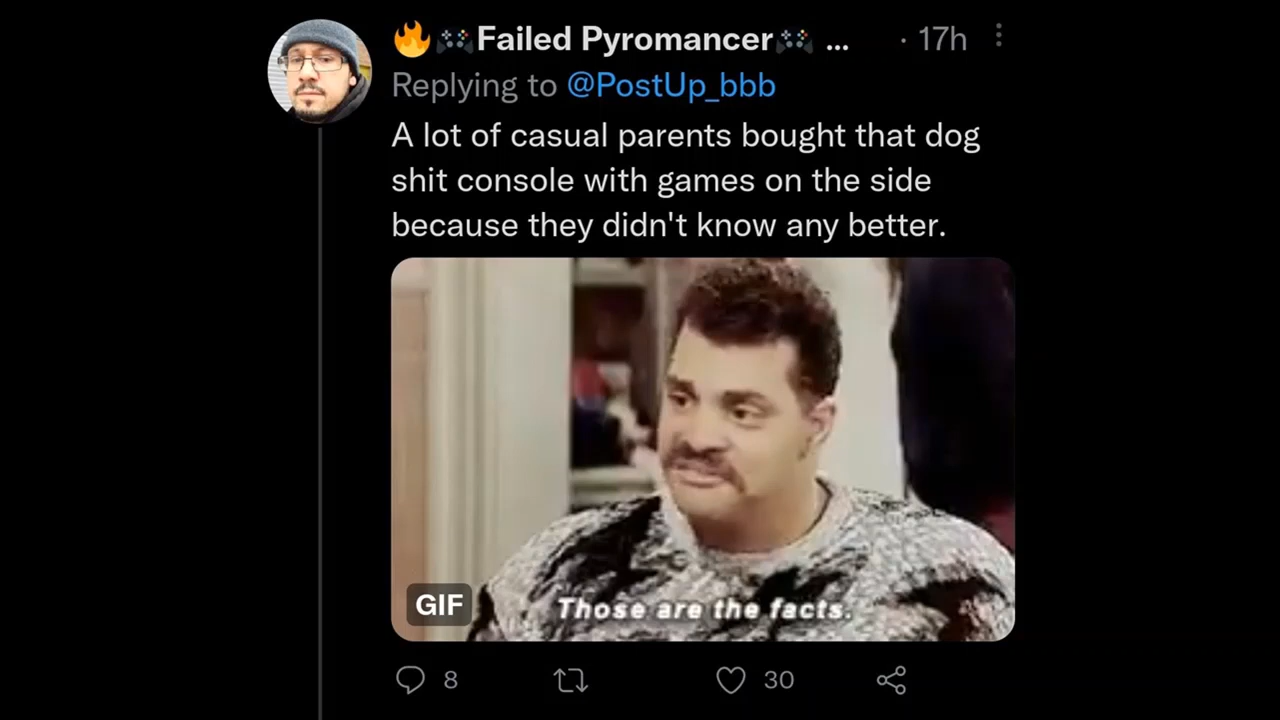 🔥🎮Failed Pyromancer🎮 ... · 17h
Replying to @PostUp_bbb
A lot of casual parents bought that dog
shit console with games on the side
because they didn't know any better.
GIF
Those are the facts.
8
30